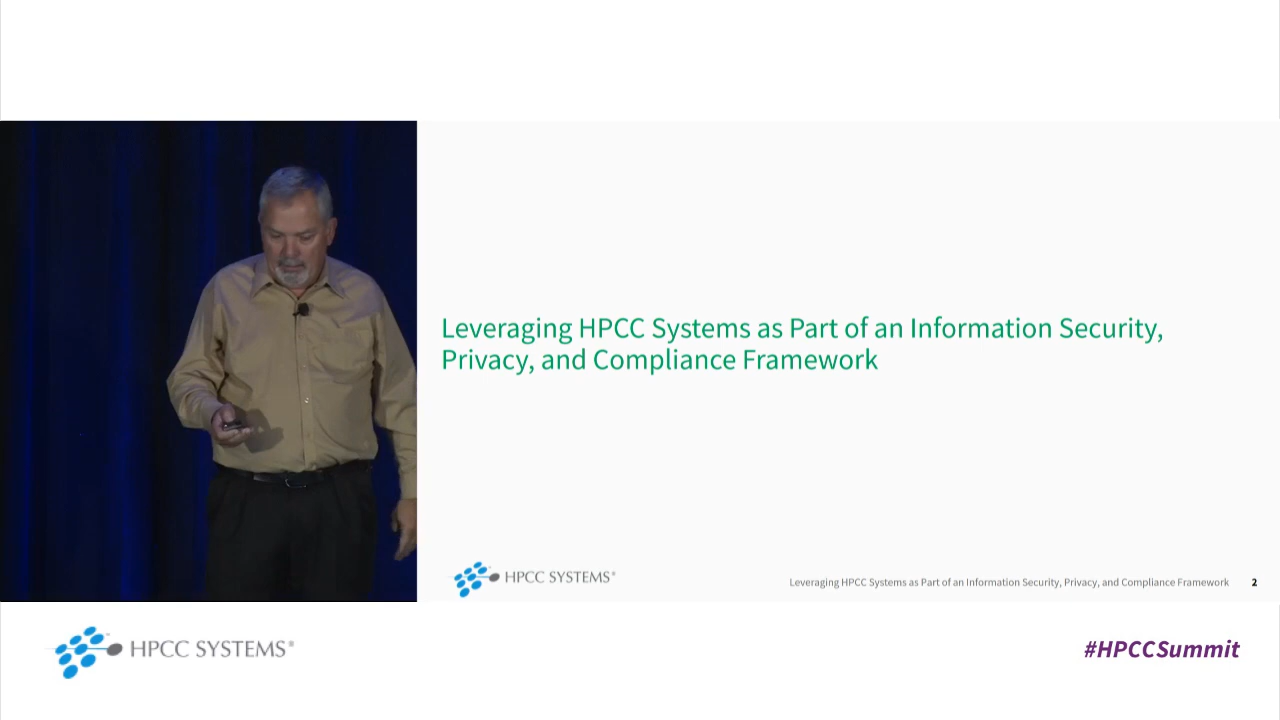 Leveraging HPCC Systems as Part of an Information Security,
Privacy, and Compliance Framework
HPCC SYSTEMS®
Leveraging HPCC Systems as Part of an Information Security, Privacy, and Compliance Framework 2
HPCC SYSTEMS®
#HPCCSummit